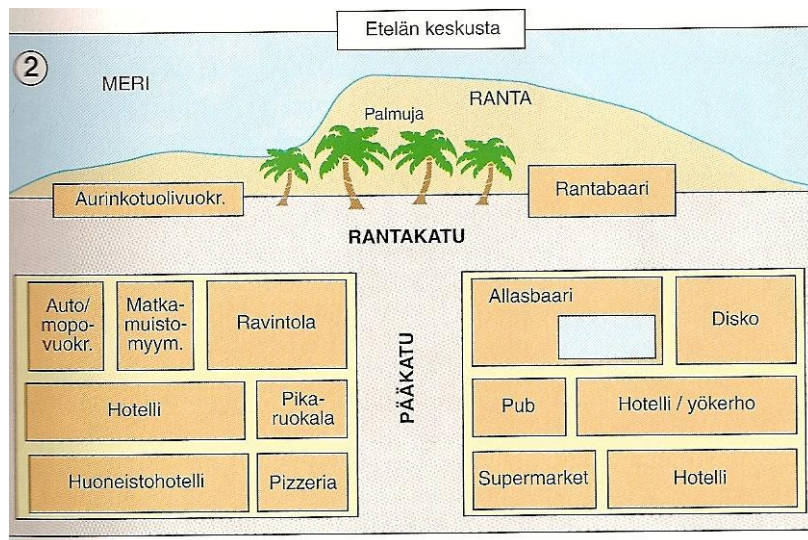 Etelän keskusta
2
MERI
RANTA
Palmuja
Aurinkotuolivuokr.
Rantabaari
RANTAKATU
Auto/
mopo-
vuokr.
Matka-
muisto-
myym.
Ravintola
Hotelli
Pika-
ruokala
Huoneistohotelli
Pizzeria
PÄÄKATU
Allasbaari
Disko
Pub
Hotelli / yökerho
Supermarket
Hotelli